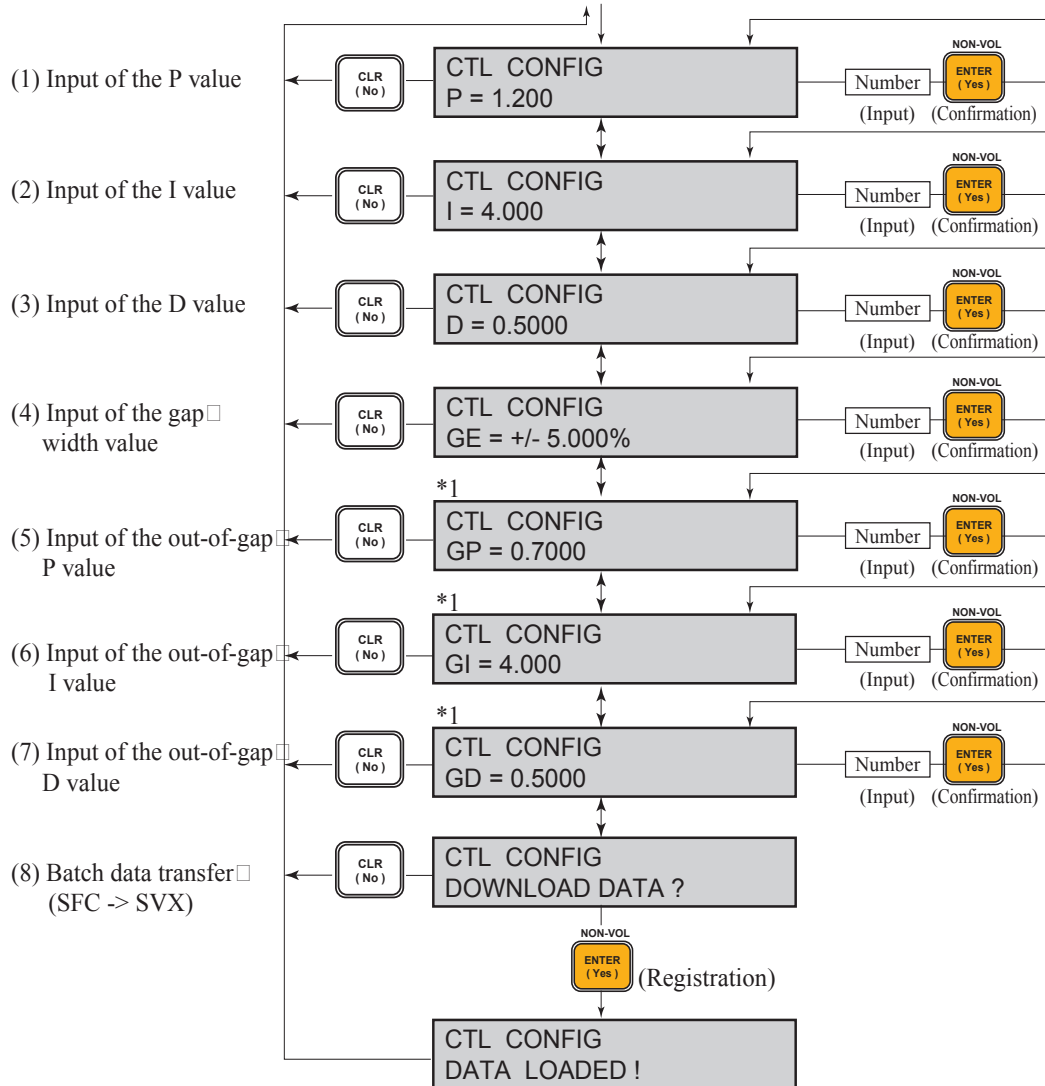 (1) Input of the P value
CLR
( No )
CTL CONFIG
P = 1.200
Number
(Input)
NON-VOL
ENTER
( Yes )
(Confirmation)
(2) Input of the I value
CLR
( No )
CTL CONFIG
I = 4.000
Number
(Input)
NON-VOL
ENTER
( Yes )
(Confirmation)
(3) Input of the D value
CLR
( No )
CTL CONFIG
D = 0.5000
Number
(Input)
NON-VOL
ENTER
( Yes )
(Confirmation)
(4) Input of the gap
width value
CLR
( No )
CTL CONFIG
GE = +/- 5.000%
Number
(Input)
NON-VOL
ENTER
( Yes )
(Confirmation)
(5) Input of the out-of-gap
P value
CLR
( No )
*1
CTL CONFIG
GP = 0.7000
Number
(Input)
NON-VOL
ENTER
( Yes )
(Confirmation)
(6) Input of the out-of-gap
I value
CLR
( No )
*1
CTL CONFIG
GI = 4.000
Number
(Input)
NON-VOL
ENTER
( Yes )
(Confirmation)
(7) Input of the out-of-gap
D value
CLR
( No )
*1
CTL CONFIG
GD = 0.5000
Number
(Input)
NON-VOL
ENTER
( Yes )
(Confirmation)
(8) Batch data transfer
(SFC -> SVX)
CLR
( No )
CTL CONFIG
DOWNLOAD DATA ?
NON-VOL
ENTER
( Yes )
(Registration)
CTL CONFIG
DATA LOADED !